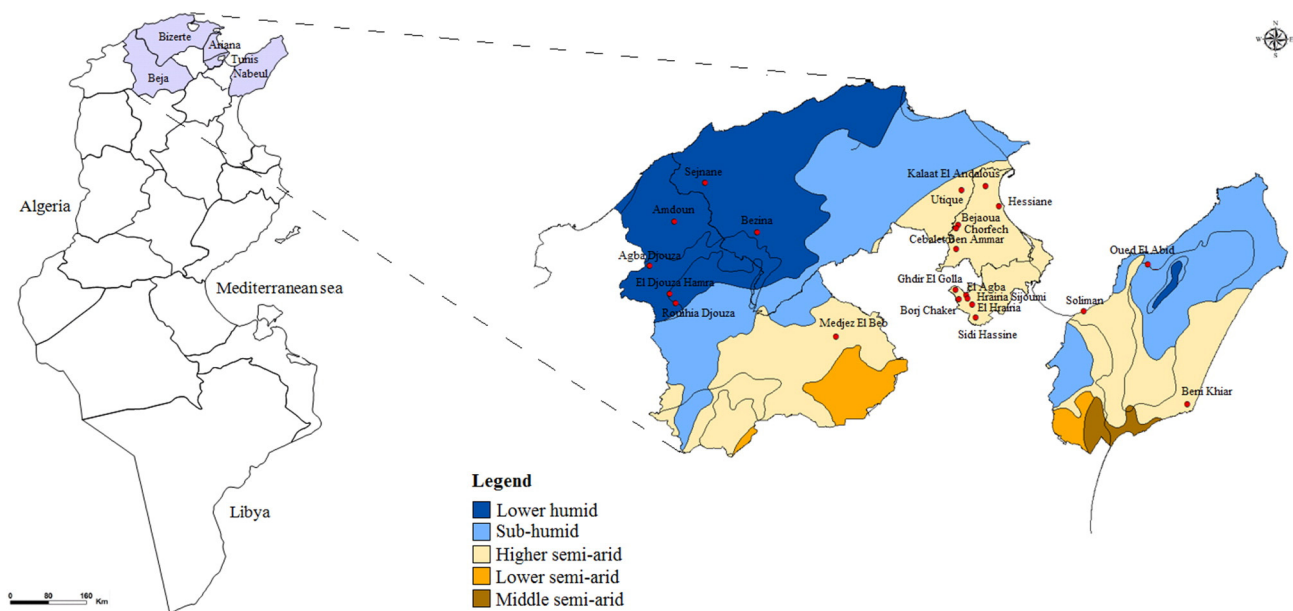 Bizerte
Ariana
Tunis
Nabeul
Beja
Algeria
Mediterranean sea
Libya
0 80 160
Km
N
W E
S
Sejnane
Amdoun
Bezina
Agba Djouza
El Djouza Hamra
Rouihia Djouza
Medjez El Beb
Kalaat El Andalous
Utique
Hessiane
Bejaoua
Chorfech
Cebalet Ben Ammar
Ghdir El Golla
El Agba
Hrairia Sijoumi
El Hrairia
Borj Chaker
Sidi Hassine
Oued El Abid
Soliman
Beni Khiar
Legend
Lower humid
Sub-humid
Higher semi-arid
Lower semi-arid
Middle semi-arid